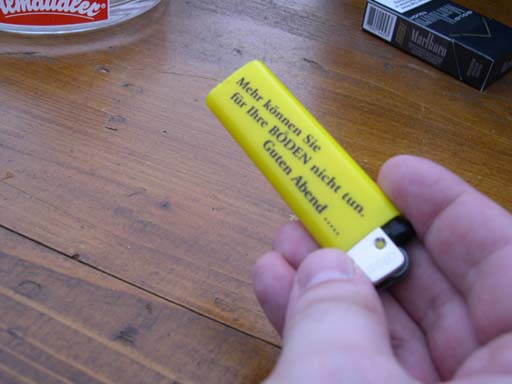 Mehr können Sie
für Ihre BÖDEN nicht tun.
Guten Abend .....
Marlboro